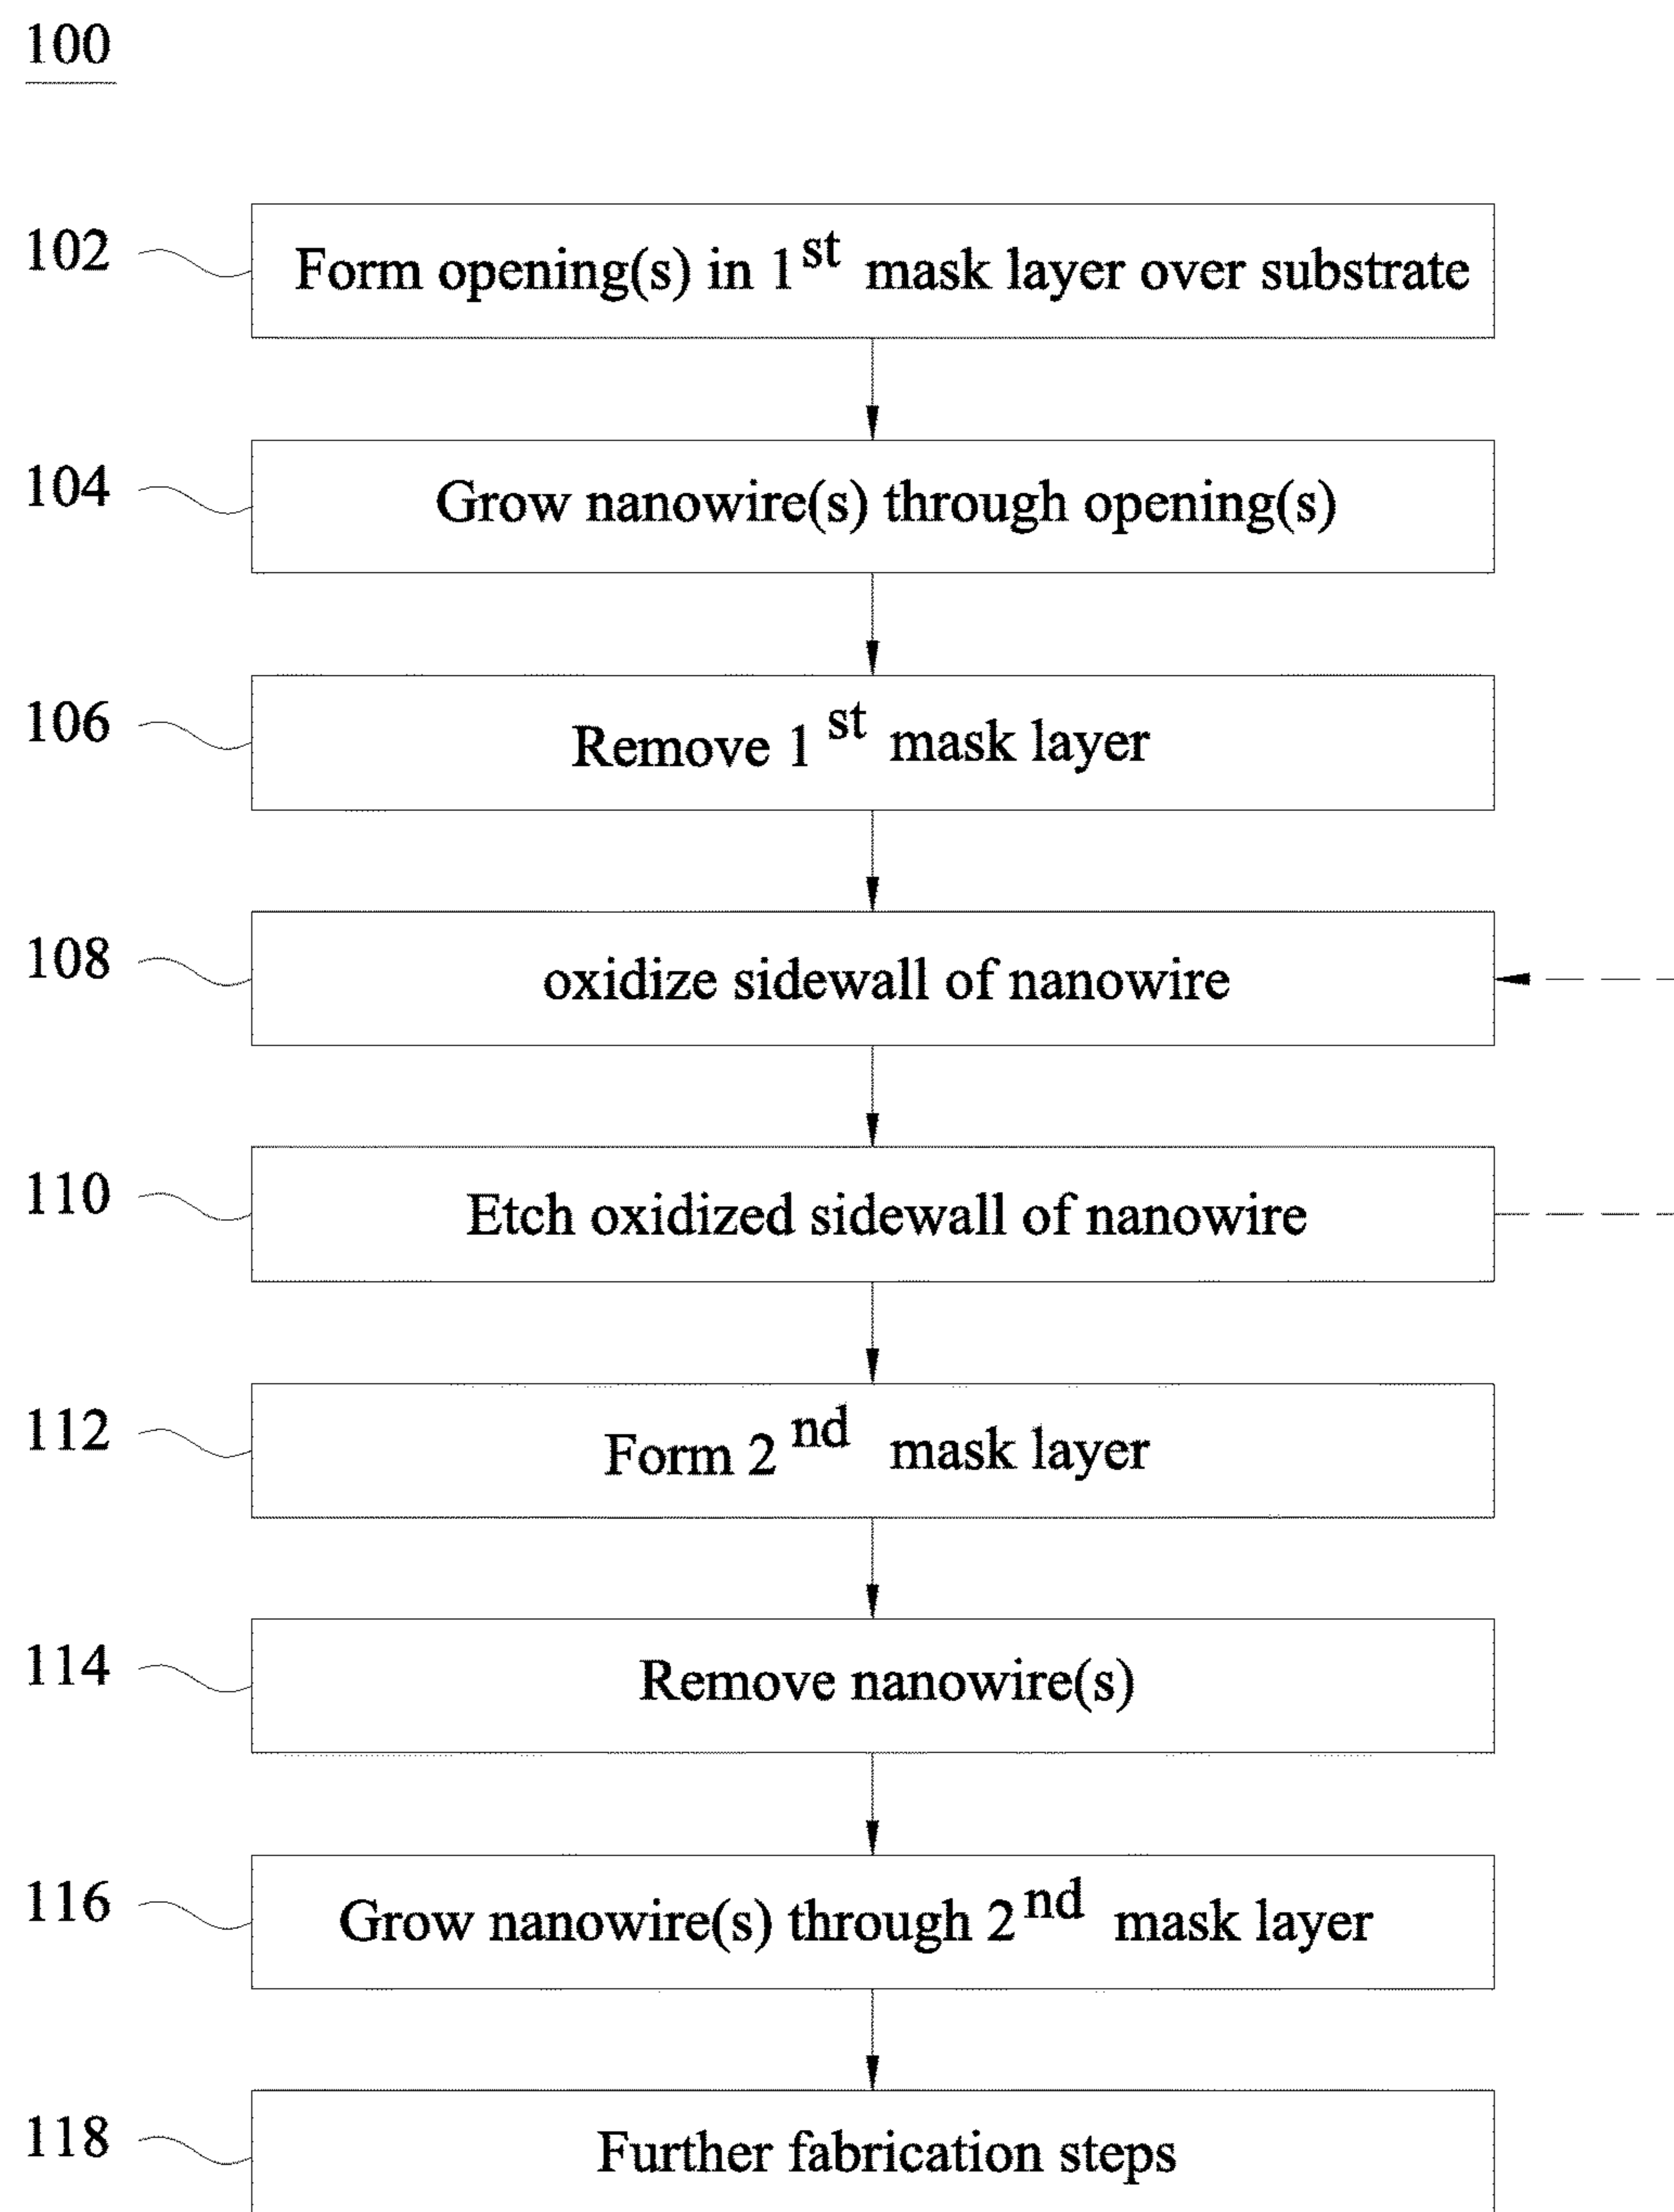 100
102 Form opening(s) in 1st mask layer over substrate
104 Grow nanowire(s) through opening(s)
106 Remove 1st mask layer
108 oxidize sidewall of nanowire
110 Etch oxidized sidewall of nanowire
112 Form 2nd mask layer
114 Remove nanowire(s)
116 Grow nanowire(s) through 2nd mask layer
118 Further fabrication steps